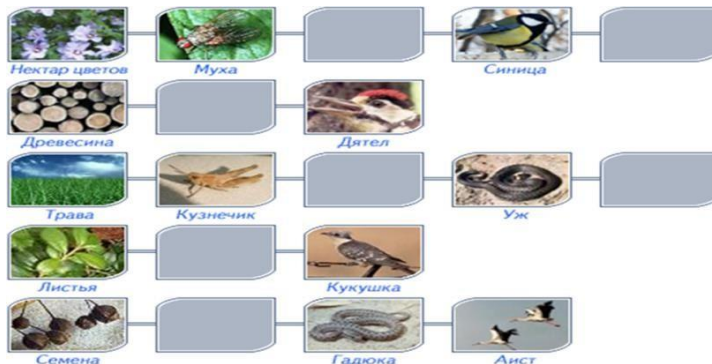 Нектар цветов Муха Синица
Древесина Дятел
Трава Кузнечик Уж
Листья Кукушка
Семена Гадюка Аист